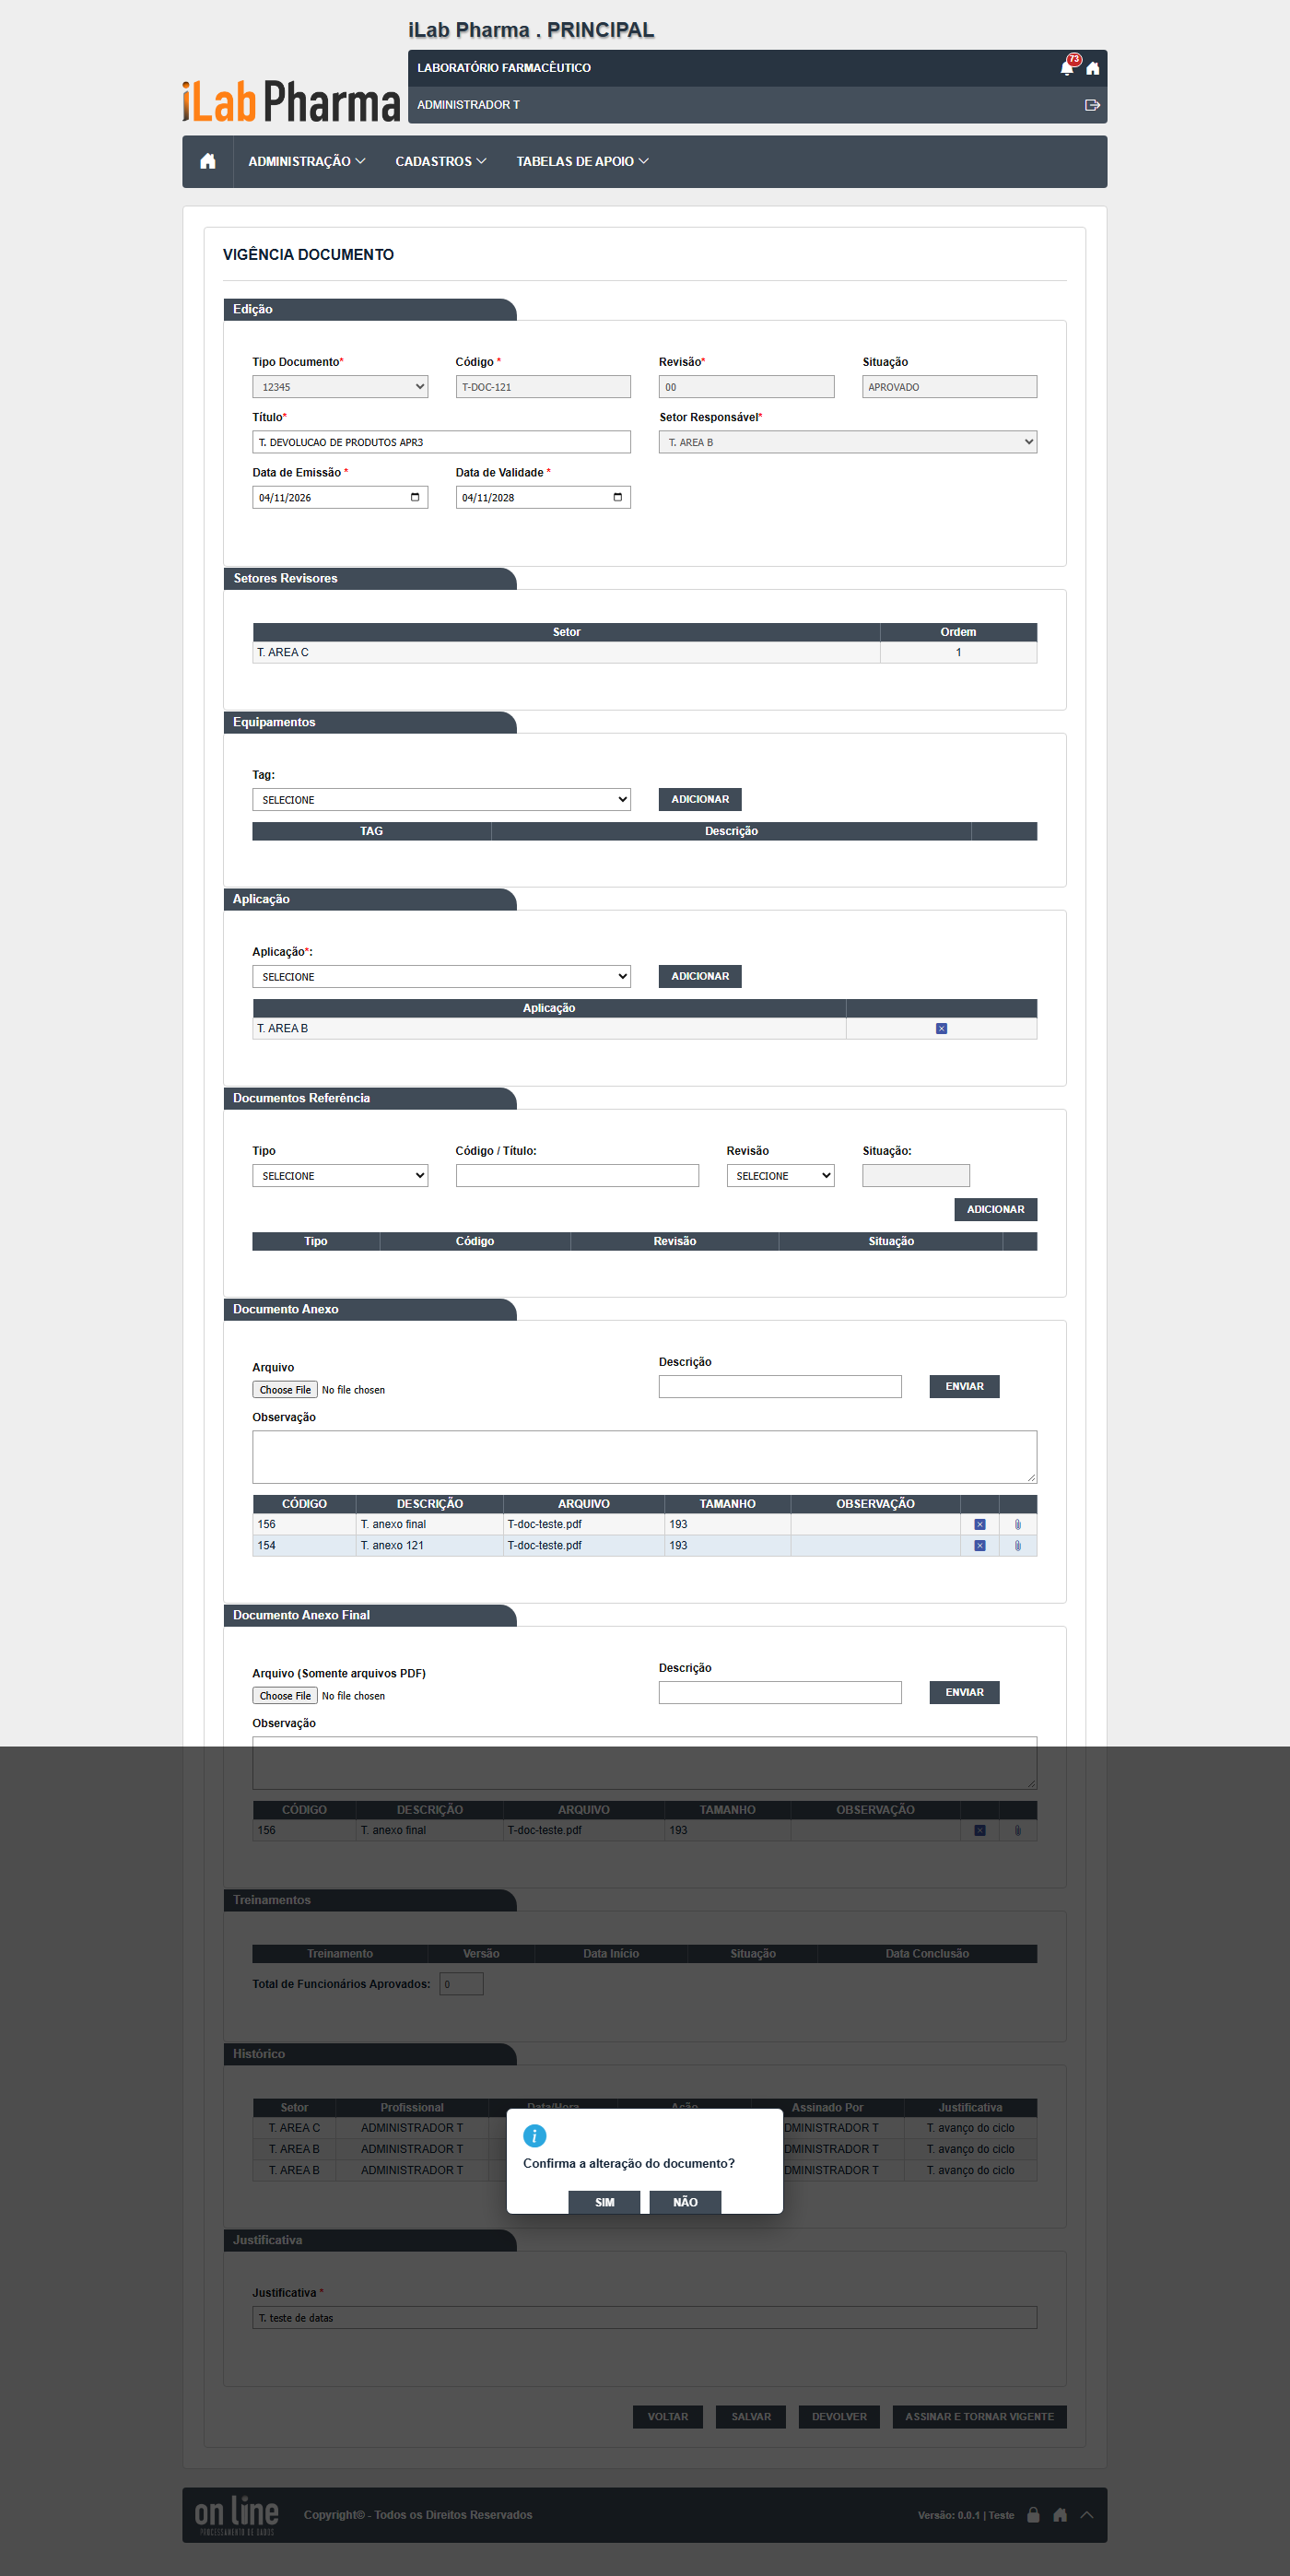 iLab Pharma . PRINCIPAL
iLab Pharma
LABORATÓRIO FARMACÊUTICO
73
ADMINISTRADOR T
ADMINISTRAÇÃO
CADASTROS
TABELAS DE APOIO
VIGÊNCIA DOCUMENTO
Edição
Tipo Documento* Código * Revisão* Situação
12345 T-DOC-121 00 APROVADO
Título* Setor Responsável*
T. DEVOLUCAO DE PRODUTOS APR3 T. AREA B
Data de Emissão * Data de Validade *
04/11/2026 04/11/2028
Setores Revisores
Setor Ordem
T. AREA C 1
Equipamentos
Tag:
SELECIONE ADICIONAR
TAG Descrição
Aplicação
Aplicação*:
SELECIONE ADICIONAR
Aplicação
T. AREA B
Documentos Referência
Tipo Código / Título: Revisão Situação:
SELECIONE SELECIONE
ADICIONAR
Tipo Código Revisão Situação
Documento Anexo
Arquivo Descrição
Choose File No file chosen ENVIAR
Observação
CÓDIGO DESCRIÇÃO ARQUIVO TAMANHO OBSERVAÇÃO
156 T. anexo final T-doc-teste.pdf 193
154 T. anexo 121 T-doc-teste.pdf 193
Documento Anexo Final
Arquivo (Somente arquivos PDF) Descrição
Choose File No file chosen ENVIAR
Observação
CÓDIGO DESCRIÇÃO ARQUIVO TAMANHO OBSERVAÇÃO
156 T. anexo final T-doc-teste.pdf 193
Treinamentos
Treinamento Versão Data Início Situação Data Conclusão
Total de Funcionários Aprovados: 0
Histórico
Setor Profissional Data/Hora Ação Assinado Por Justificativa
T. AREA C ADMINISTRADOR T DMINISTRADOR T T. avanço do ciclo
T. AREA B ADMINISTRADOR T DMINISTRADOR T T. avanço do ciclo
T. AREA B ADMINISTRADOR T DMINISTRADOR T T. avanço do ciclo
Confirma a alteração do documento?
SIM NÃO
Justificativa
Justificativa *
T. teste de datas
VOLTAR SALVAR DEVOLVER ASSINAR E TORNAR VIGENTE
on line
PROCESSAMENTO DE DADOS
Copyright© - Todos os Direitos Reservados
Versão: 0.0.1 | Teste